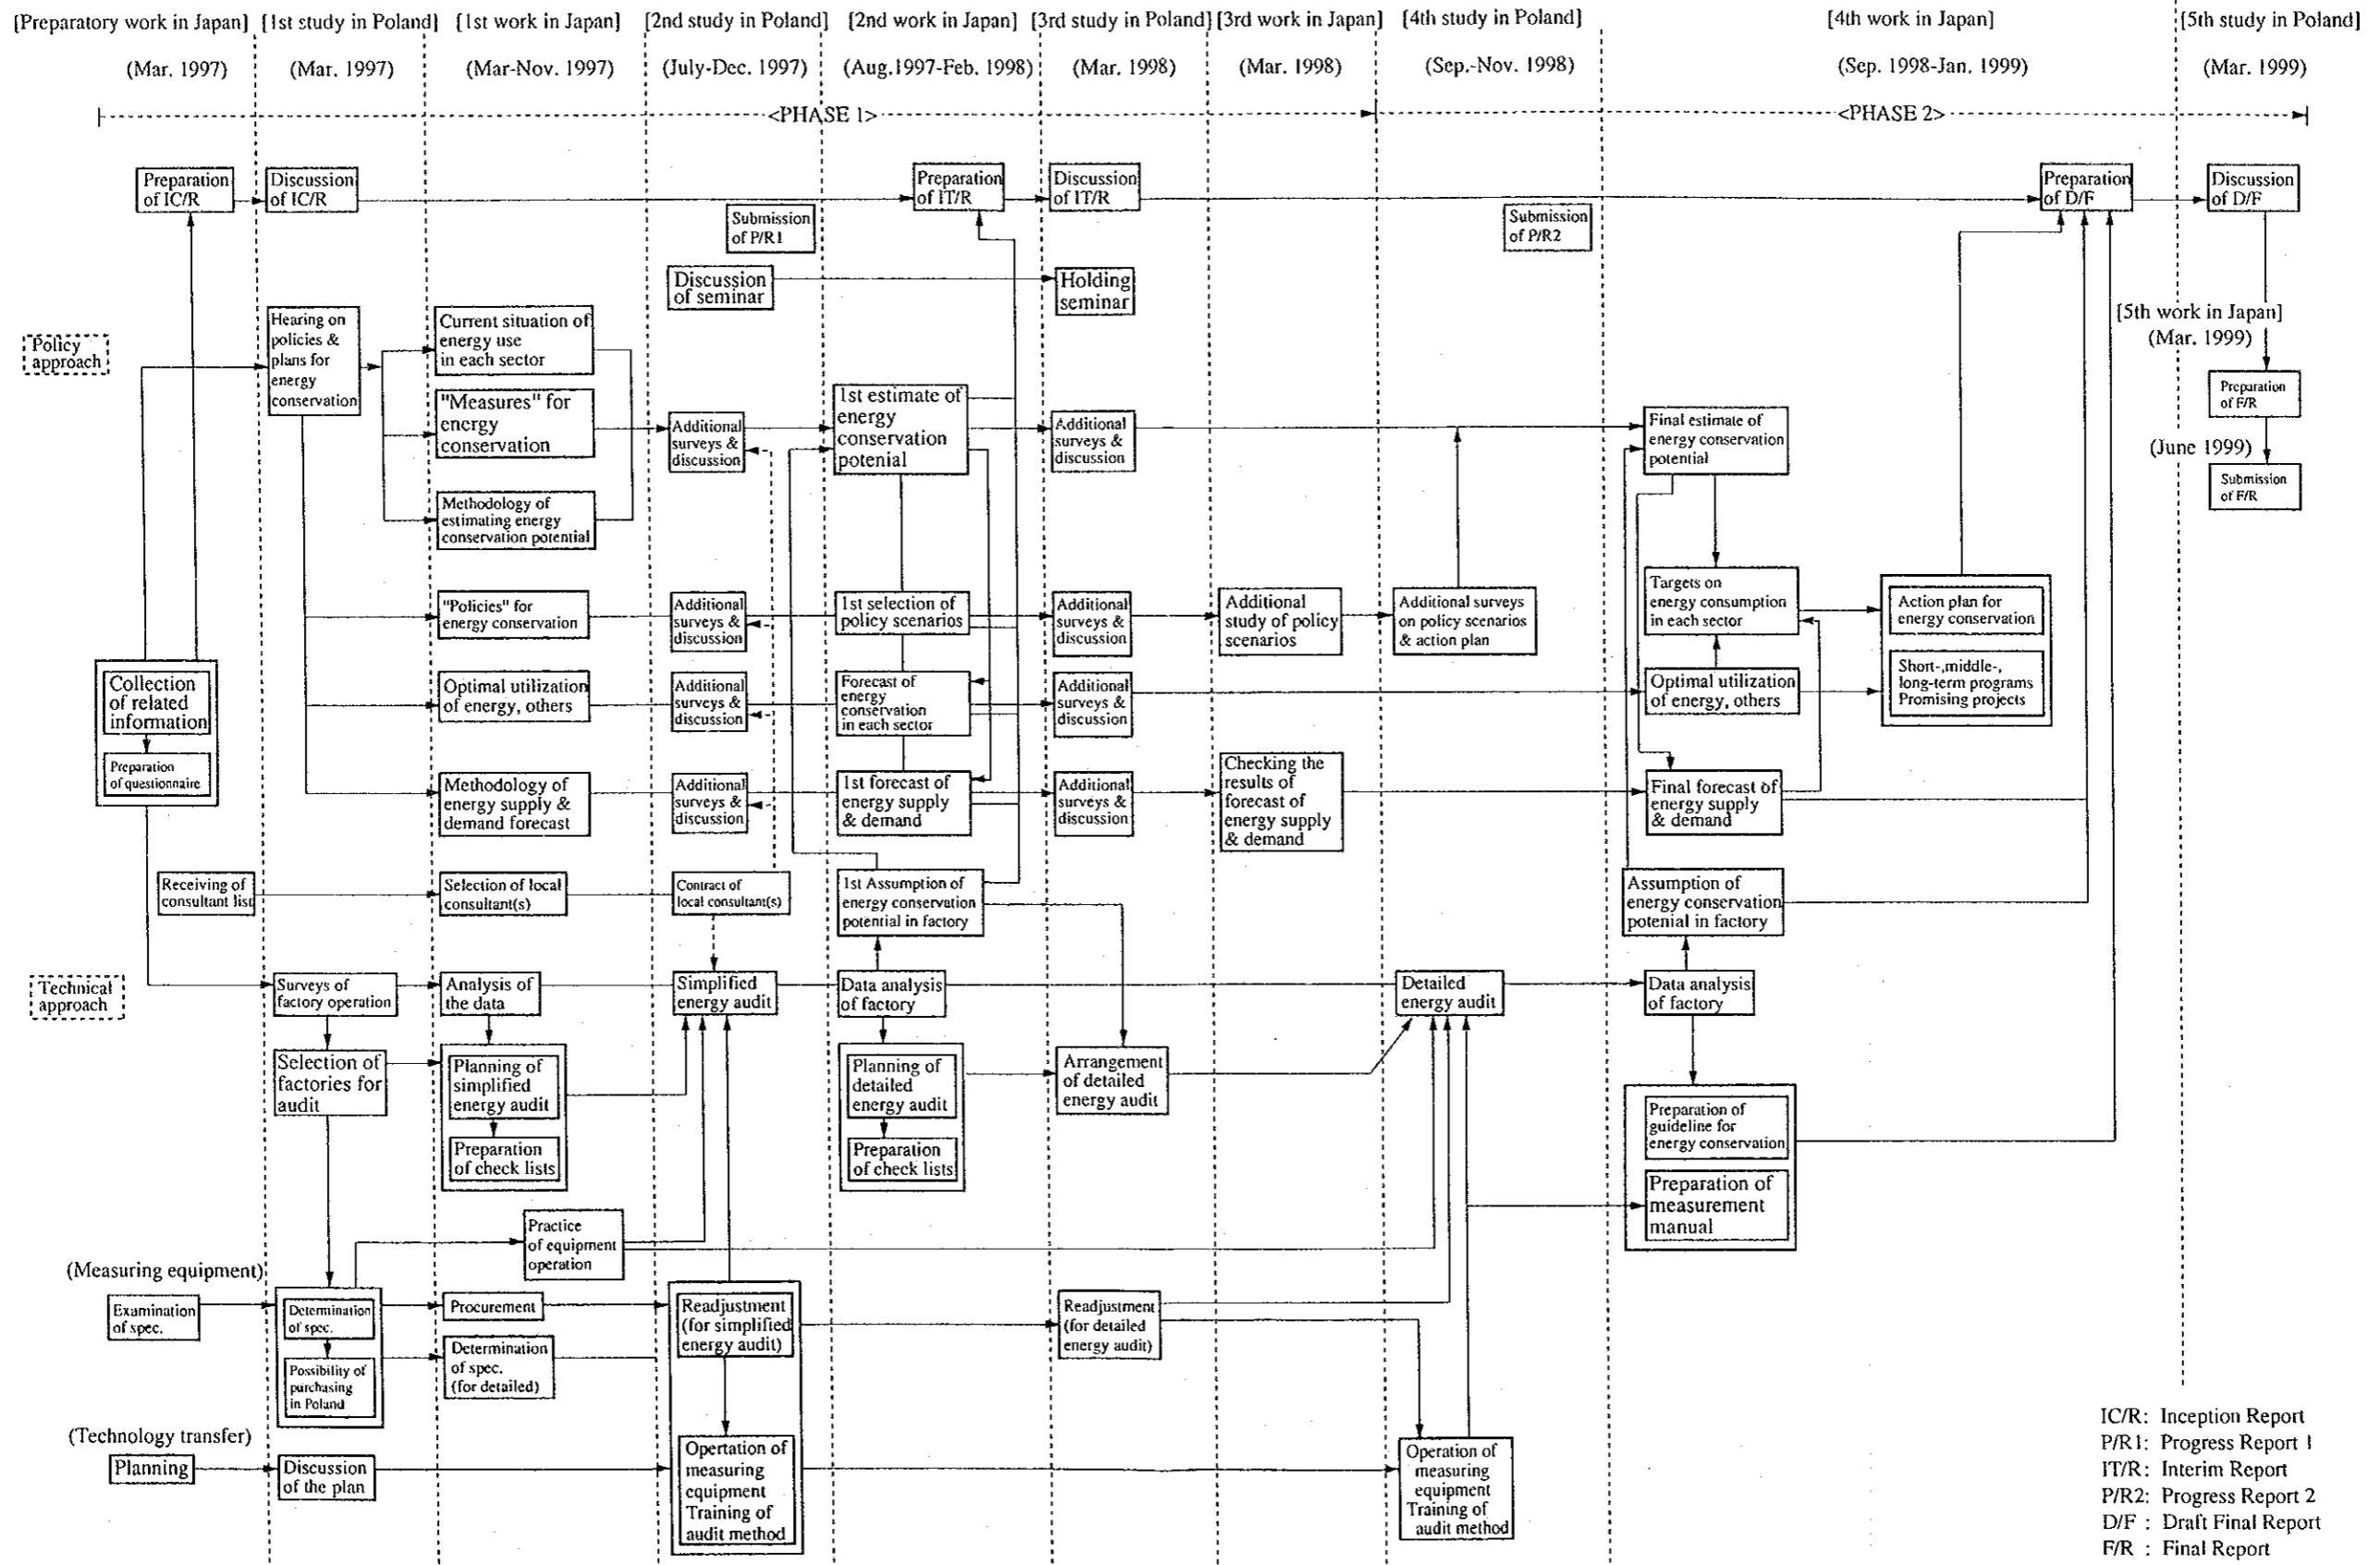 [Preparatory work in Japan]
[1st study in Poland]
[1st work in Japan]
[2nd study in Poland]
[2nd work in Japan]
[3rd study in Poland]
[3rd work in Japan]
[4th study in Poland]
[4th work in Japan]
[5th study in Poland]
(Mar. 1997)
(Mar. 1997)
(Mar-Nov. 1997)
(July-Dec. 1997)
(Aug.1997-Feb. 1998)
(Mar. 1998)
(Mar. 1998)
(Sep.-Nov. 1998)
(Sep. 1998-Jan. 1999)
(Mar. 1999)
<PHASE 1>
<PHASE 2>
Preparation
of IC/R
Discussion
of IC/R
Preparation
of IT/R
Discussion
of IT/R
Preparation
of D/F
Discussion
of D/F
Submission
of P/R1
Submission
of P/R2
Discussion
of seminar
Holding
seminar
Policy
approach
Hearing on
policies &
plans for
energy
conservation
Current situation of
energy use
in each sector
"Measures" for
energy
conservation
Methodology of
estimating energy
conservation potential
Additional
surveys &
discussion
1st estimate of
energy
conservation
potenial
Additional
surveys &
discussion
Final estimate of
energy conservation
potential
[5th work in Japan]
(Mar. 1999)
Preparation
of F/R
(June 1999)
Submission
of F/R
"Policies" for
energy conservation
Additional
surveys &
discussion
1st selection of
policy scenarios
Additional
surveys &
discussion
Additional
study of policy
scenarios
Additional surveys
on policy scenarios
& action plan
Targets on
energy consumption
in each sector
Action plan for
energy conservation
Short-,middle-,
long-term programs
Promising projects
Collection
of related
information
Preparation
of questionnaire
Optimal utilization
of energy, others
Additional
surveys &
discussion
Forecast of
energy
conservation
in each sector
Additional
surveys &
discussion
Optimal utilization
of energy, others
Methodology of
energy supply &
demand forecast
Additional
surveys &
discussion
1st forecast of
energy supply
& demand
Additional
surveys &
discussion
Checking the
results of
forecast of
energy supply
& demand
Final forecast of
energy supply
& demand
Receiving of
consultant list
Selection of local
consultant(s)
Contract of
local consultant(s)
1st Assumption of
energy conservation
potential in factory
Assumption of
energy conservation
potenial in factory
Technical
approach
Surveys of
factory operation
Analysis of
the data
Simplified
energy audit
Data analysis
of factory
Detailed
energy audit
Data analysis
of factory
Selection of
factories for
audit
Planning of
simplified
energy audit
Preparation
of check lists
Planning of
detailed
energy audit
Preparation
of check lists
Arrangement
of detailed
energy audit
Preparation of
guideline for
energy conservation
Preparation of
measurement
manual
Practice
of equipment
operation
(Measuring equipment)
Examination
of spec.
Determination
of spec.
Possibility of
purchasing
in Poland
Procurement
Determination
of spec.
(for detailed)
Readjustment
(for simplified
energy audit)
Readjustment
(for detailed
energy audit)
(Technology transfer)
Planning
Discussion
of the plan
Opertation of
measuring
equipment
Training of
audit method
Operation of
measuring
equipment
Training of
audit method
IC/R: Inception Report
P/R1: Progress Report 1
IT/R: Interim Report
P/R2: Progress Report 2
D/F : Draft Final Report
F/R : Final Report